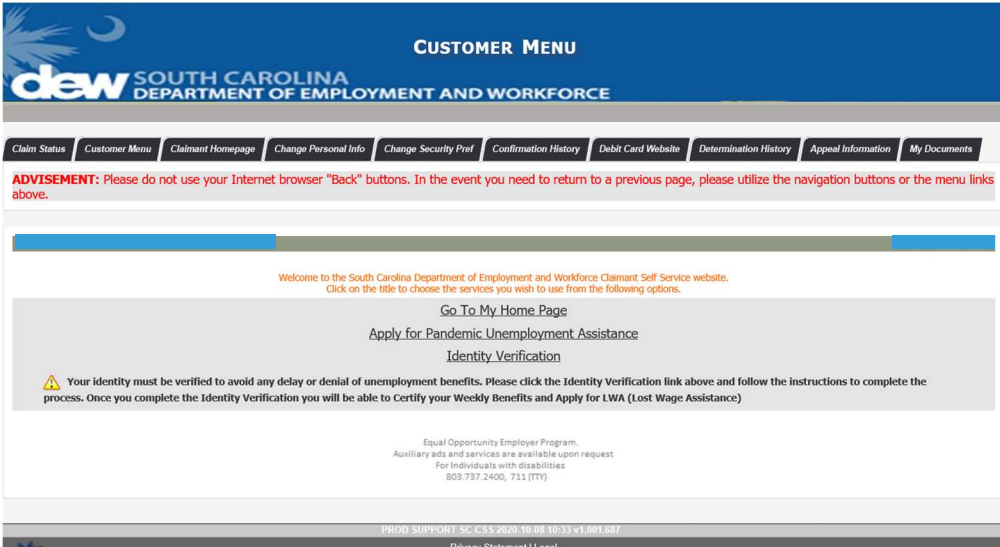 CUSTOMER MENU
dew SOUTH CAROLINA
DEPARTMENT OF EMPLOYMENT AND WORKFORCE
Claim Status Customer Menu Claimant Homepage Change Personal Info Change Security Pref Confirmation History Debit Card Website Determination History Appeal Information My Documents
ADVISEMENT: Please do not use your Internet browser "Back" buttons. In the event you need to return to a previous page, please utilize the navigation buttons or the menu links
above.
Welcome to the South Carolina Department of Employment and Workforce Claimant Self Service website.
Click on the title to choose the services you wish to use from the following options.
Go To My Home Page
Apply for Pandemic Unemployment Assistance
Identity Verification
Your identity must be verified to avoid any delay or denial of unemployment benefits. Please click the Identity Verification link above and follow the instructions to complete the
process. Once you complete the Identity Verification you will be able to Certify your Weekly Benefits and Apply for LWA (Lost Wage Assistance)
Equal Opportunity Employer Program.
Auxiliary ads and services are available upon request
For Individuals with disabilities
803.737.2400, 711 (TTY)
PROD SUPPORT SC CSS 2020-10-08 10:33 v1.001.587
Privacy Statement | Legal